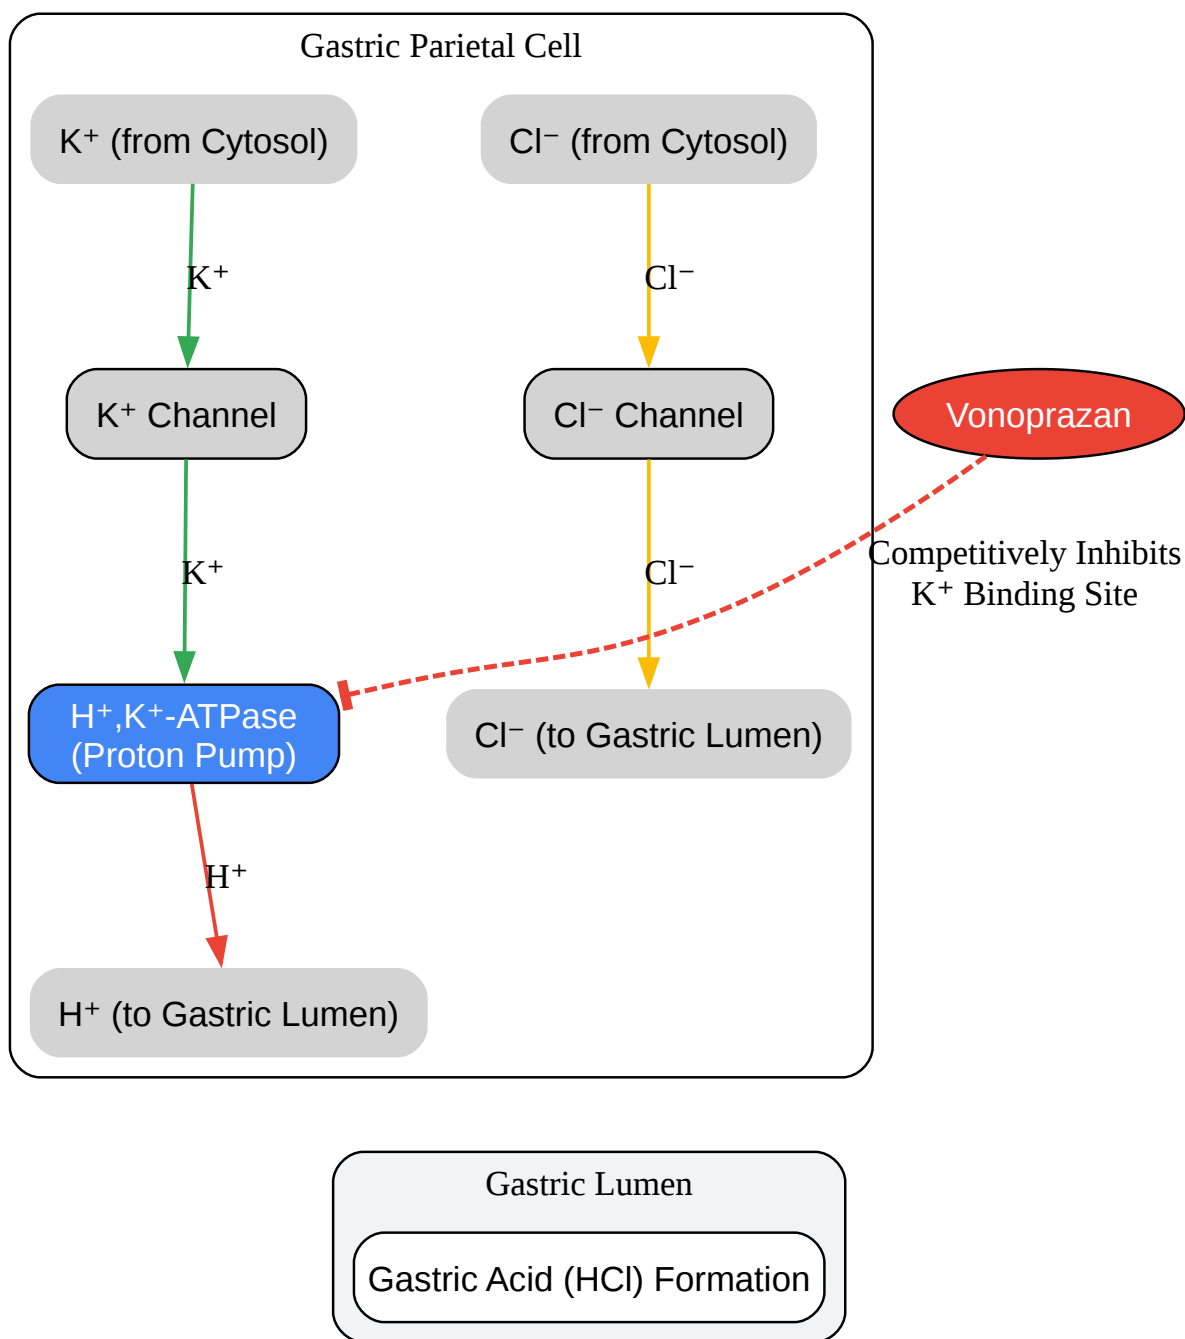 Gastric Parietal Cell
K⁺ (from Cytosol)
Cl⁻ (from Cytosol)
K⁺
Cl⁻
K⁺ Channel
Cl⁻ Channel
Vonoprazan
K⁺
Cl⁻
Competitively Inhibits
K⁺ Binding Site
H⁺,K⁺-ATPase
(Proton Pump)
Cl⁻ (to Gastric Lumen)
H⁺
H⁺ (to Gastric Lumen)
Gastric Lumen
Gastric Acid (HCl) Formation